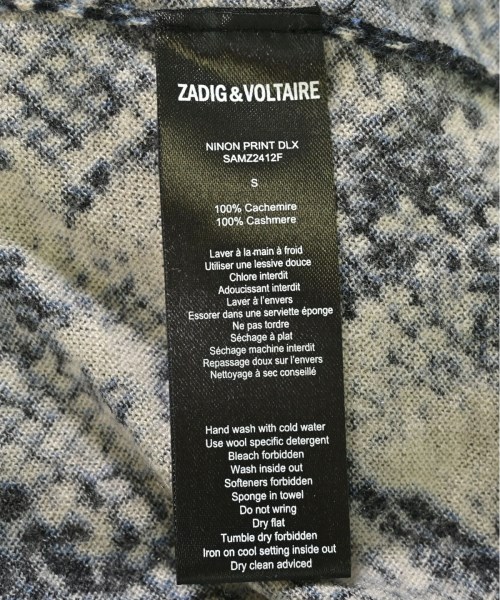 ZADIG & VOLTAIRE
NINON PRINT DLX
SAMZ2412F
S
100% Cachemire
100% Cashmere
Laver à la main à froid
Utiliser une lessive douce
Chlore interdit
Adoucissant interdit
Laver à l'envers
Essorer dans une serviette éponge
Ne pas tordre
Séchage à plat
Séchage machine interdit
Repassage doux sur l'envers
Nettoyage à sec conseillé
Hand wash with cold water
Use wool specific detergent
Bleach forbidden
Wash inside out
Softeners forbidden
Sponge in towel
Do not wring
Dry flat
Tumble dry forbidden
Iron on cool setting inside out
Dry clean adviced